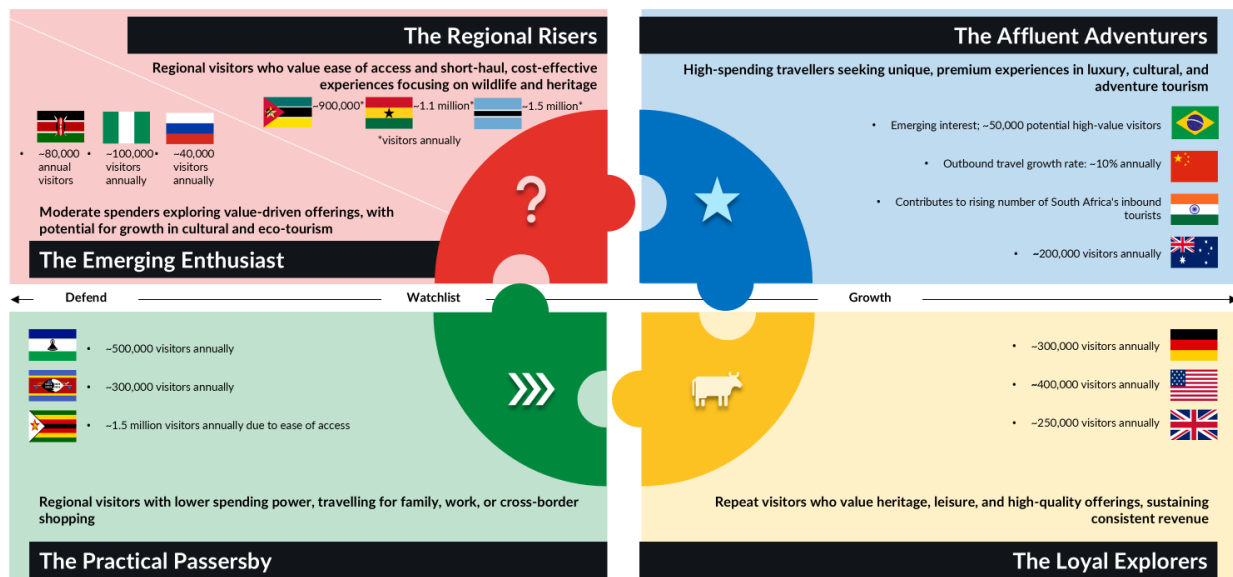 The Regional Risers
Regional visitors who value ease of access and short-haul, cost-effective
experiences focusing on wildlife and heritage
~900,000*
~1.1 million*
~1.5 million*
*visitors annually
• ~80,000
annual
visitors
• ~100,000
visitors
annually
• ~40,000
visitors
annually
Moderate spenders exploring value-driven offerings, with
potential for growth in cultural and eco-tourism
The Emerging Enthusiast
?
The Affluent Adventurers
High-spending travellers seeking unique, premium experiences in luxury, cultural, and
adventure tourism
• Emerging interest; ~50,000 potential high-value visitors
• Outbound travel growth rate: ~10% annually
• Contributes to rising number of South Africa's inbound
tourists
• ~200,000 visitors annually
Defend
Watchlist
Growth
• ~500,000 visitors annually
• ~300,000 visitors annually
• ~1.5 million visitors annually due to ease of access
Regional visitors with lower spending power, travelling for family, work, or cross-border
shopping
The Practical Passersby
• ~300,000 visitors annually
• ~400,000 visitors annually
• ~250,000 visitors annually
Repeat visitors who value heritage, leisure, and high-quality offerings, sustaining
consistent revenue
The Loyal Explorers